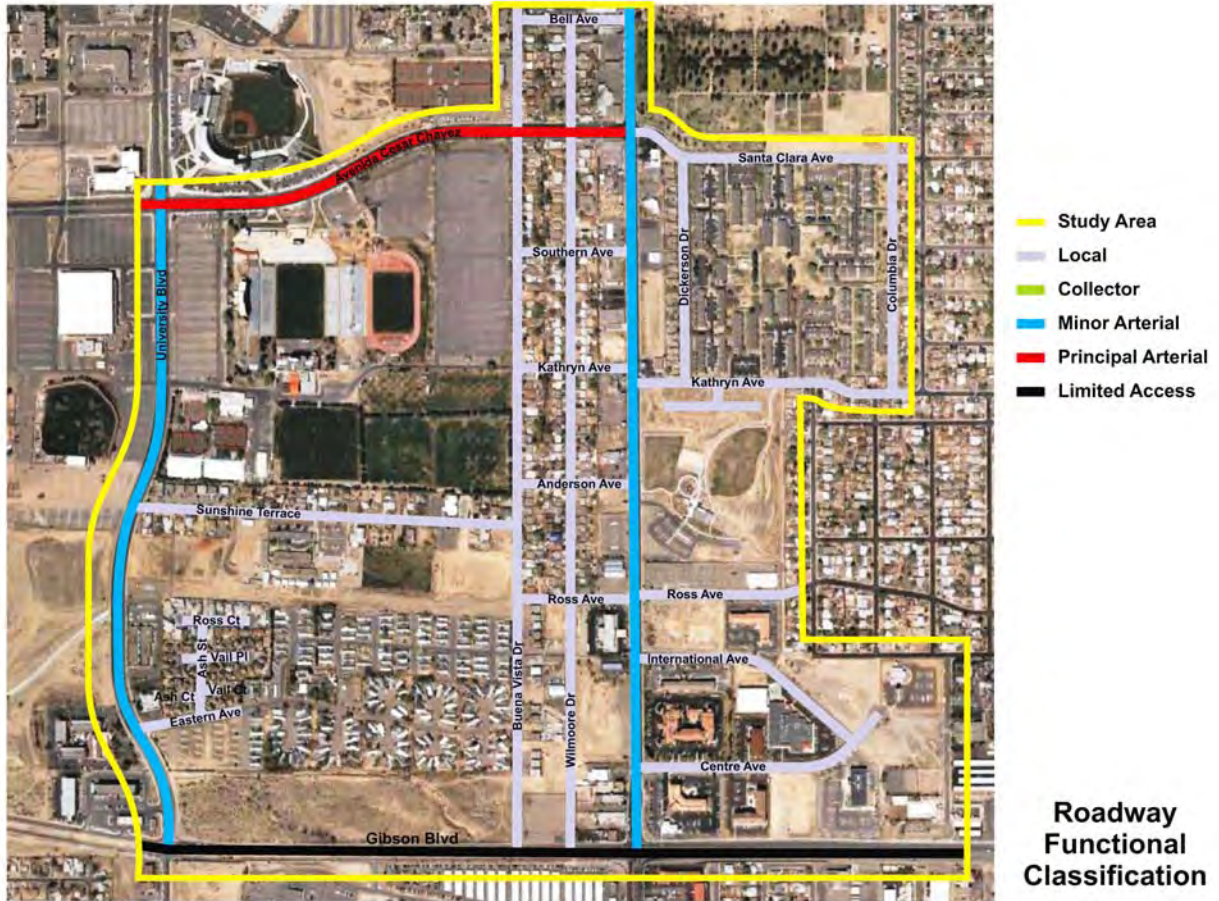 Bell Ave
Avenida Cesar Chavez
Santa Clara Ave
Southern Ave
Dickerson Dr
Columbia Dr
University Blvd
Kathryn Ave
Kathryn Ave
Anderson Ave
Sunshine Terrace
Ross Ave
Ross Ave
Ross Ct
Ash St
Vail Pl
International Ave
Ash Ct
Vail Ct
Eastern Ave
Buena Vista Dr
Wilmoore Dr
Centre Ave
Gibson Blvd
Study Area
Local
Collector
Minor Arterial
Principal Arterial
Limited Access
Roadway
Functional
Classification